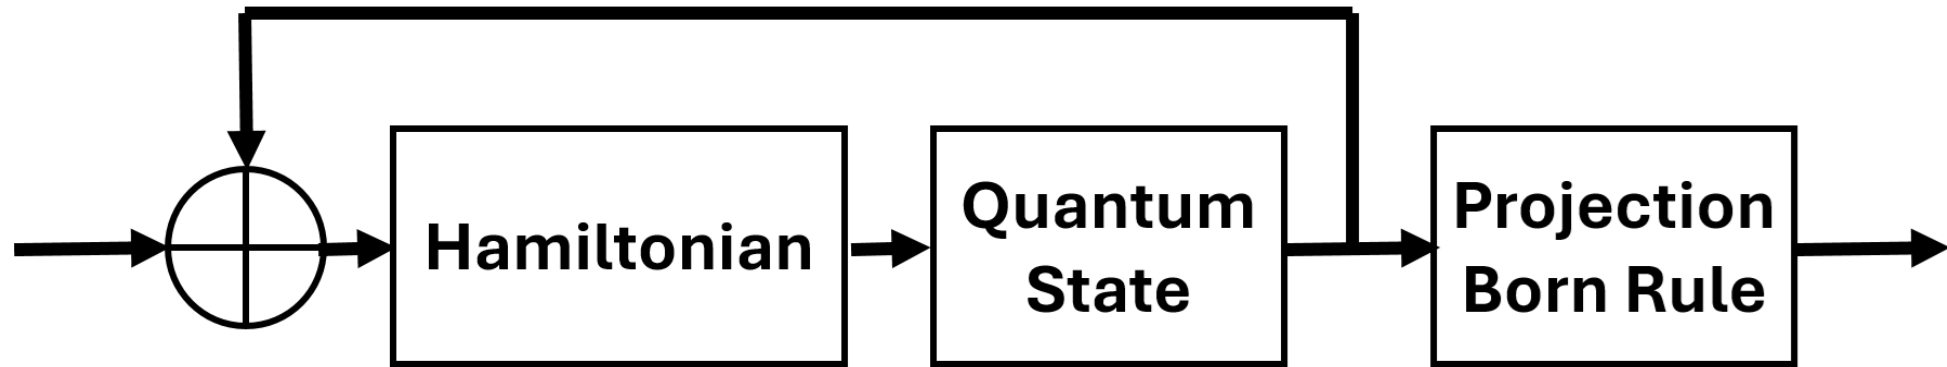 Hamiltonian
Quantum
State
Projection
Born Rule